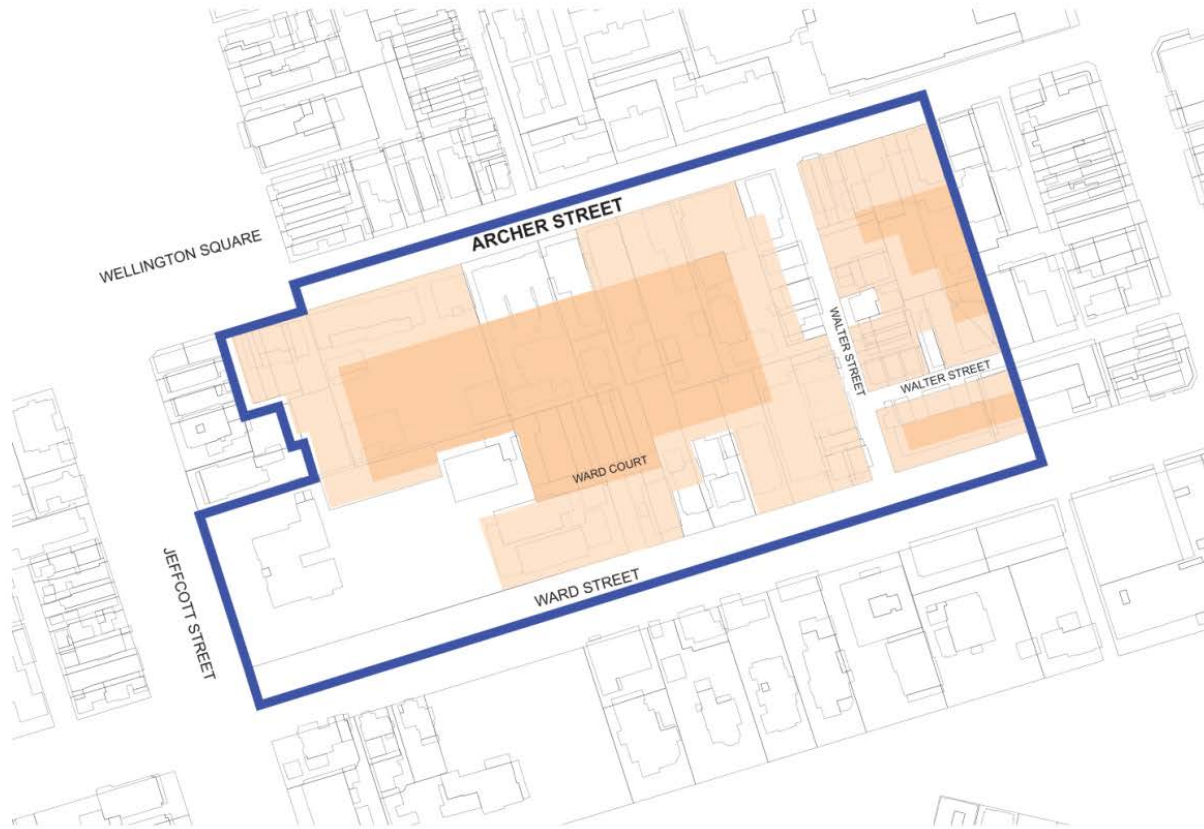 ARCHER STREET
WELLINGTON SQUARE
WALTER STREET
WALTER STREET
WARD COURT
WARD STREET
JEFFCOTT STREET